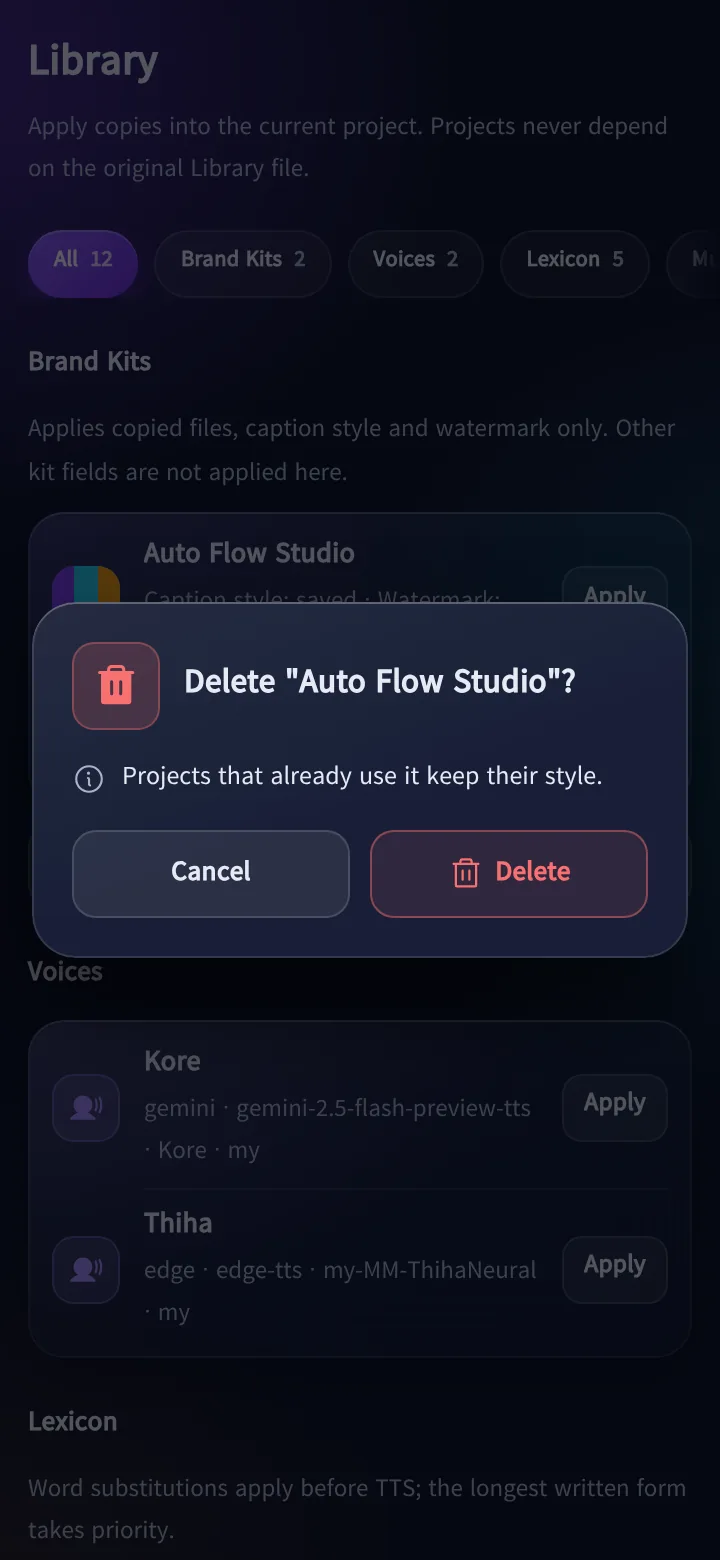 Library
Apply copies into the current project. Projects never depend
on the original Library file.
All 12
Brand Kits 2
Voices 2
Lexicon 5
Brand Kits
Applies copied files, caption style and watermark only. Other
kit fields are not applied here.
Auto Flow Studio
Caption style: saved · Watermark:
Apply
Delete "Auto Flow Studio"?
Projects that already use it keep their style.
Cancel
Delete
Voices
Kore
gemini · gemini-2.5-flash-preview-tts
· Kore · my
Apply
Thiha
edge · edge-tts · my-MM-ThihaNeural
· my
Apply
Lexicon
Word substitutions apply before TTS; the longest written form
takes priority.